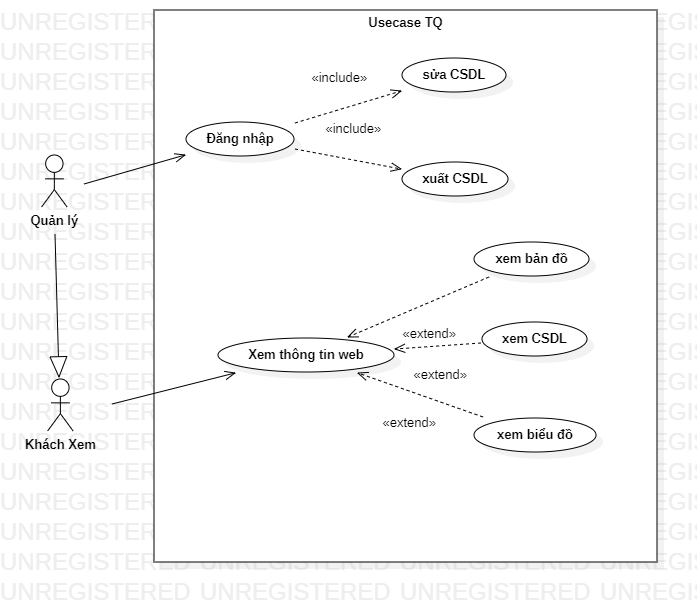 Usecase TQ
«include»
sửa CSDL
«include»
Đăng nhập
xuất CSDL
Quản lý
xem bản đồ
«extend»
xem CSDL
Xem thông tin web
«extend»
Khách Xem
«extend»
xem biểu đồ
UNREGISTERED UNREGISTERED UNREGISTERED UNREGISTERED